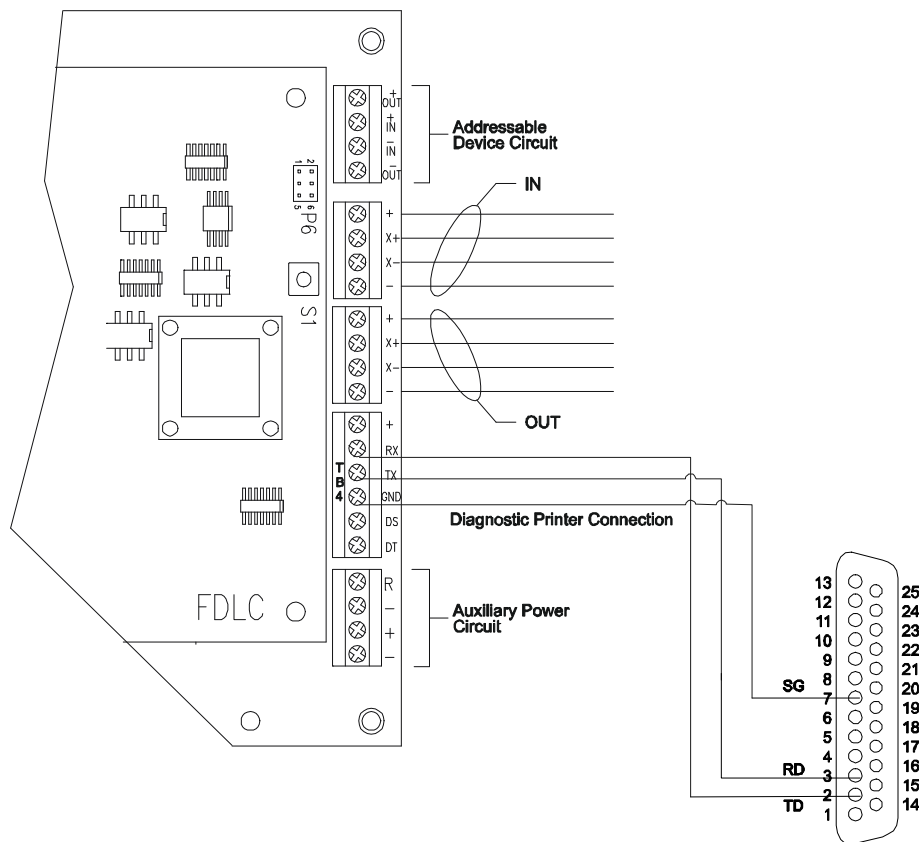 +
OUT
+
IN
−
IN
−
OUT
Addressable
Device Circuit
1 2
5 6
P6
IN
+
X+
X-
-
S1
+
X+
X-
-
OUT
TB4
+
RX
TX
GND
DS
DT
Diagnostic Printer Connection
R
−
+
−
Auxiliary Power
Circuit
FDLC
13
12
11
10
9
8
SG 7
6
5
4
RD 3
2
TD
1
25
24
23
22
21
20
19
18
17
16
15
14